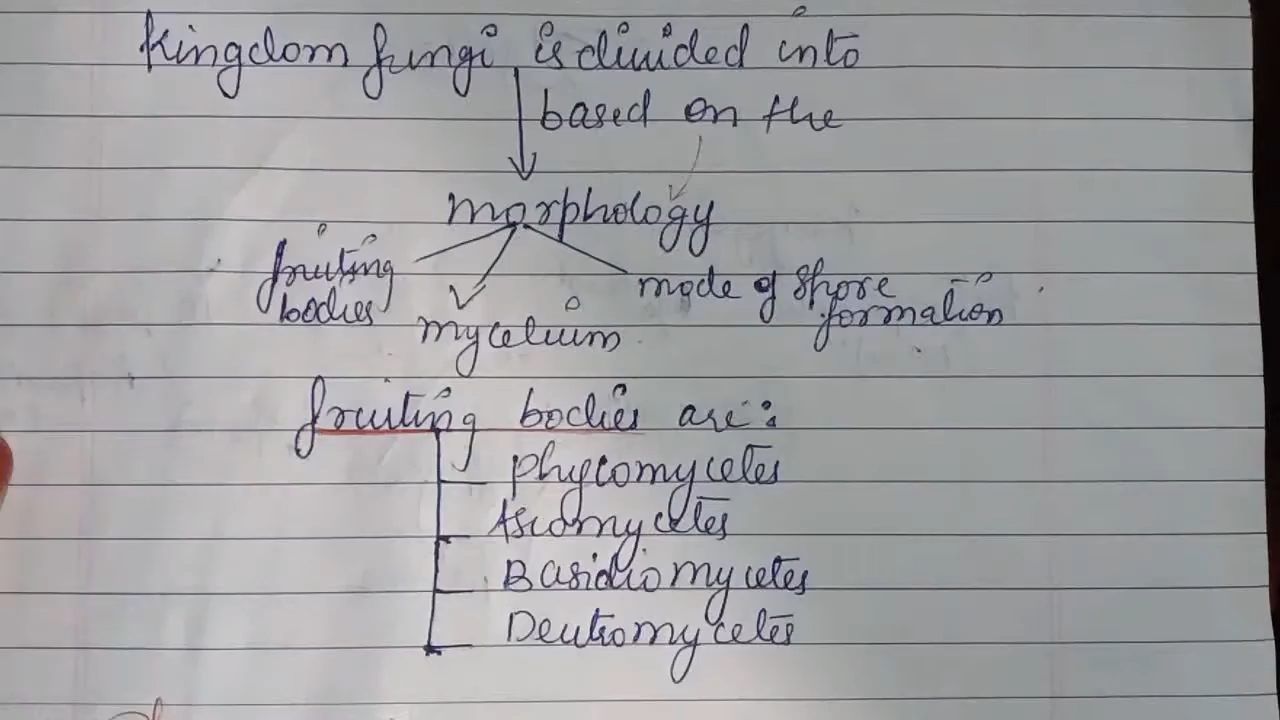 Kingdom fungi is divided into
based on the
morphology
fruiting
bodies
mycelium
mode of spore
formation
fruiting bodies are:
Phycomycetes
Ascomycetes
Basidiomycetes
Deutromycetes